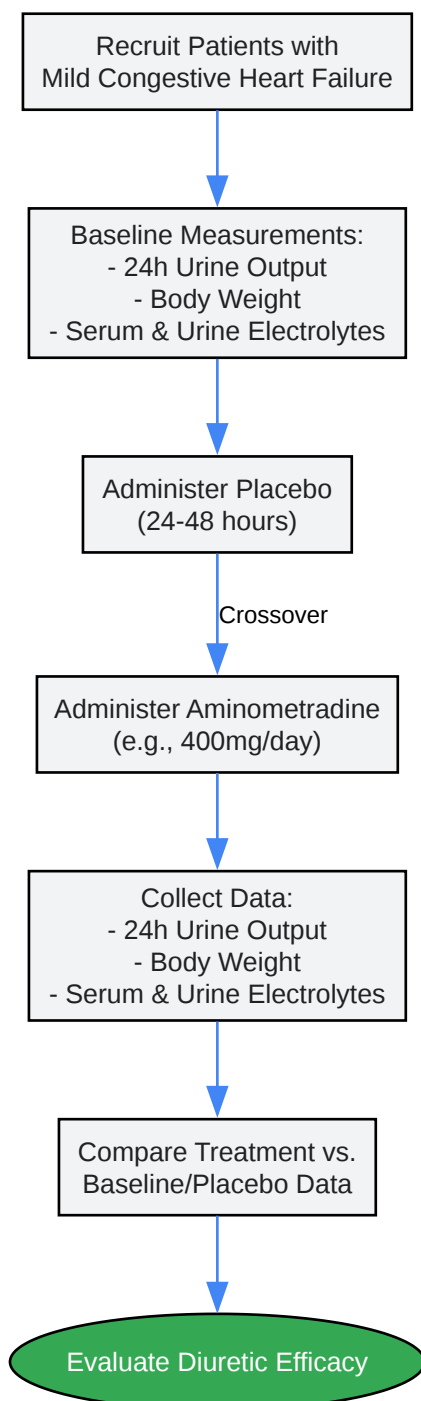 Recruit Patients with
Mild Congestive Heart Failure
Baseline Measurements:
- 24h Urine Output
- Body Weight
- Serum & Urine Electrolytes
Administer Placebo
(24-48 hours)
Crossover
Administer Aminometradine
(e.g., 400mg/day)
Collect Data:
- 24h Urine Output
- Body Weight
- Serum & Urine Electrolytes
Compare Treatment vs.
Baseline/Placebo Data
Evaluate Diuretic Efficacy